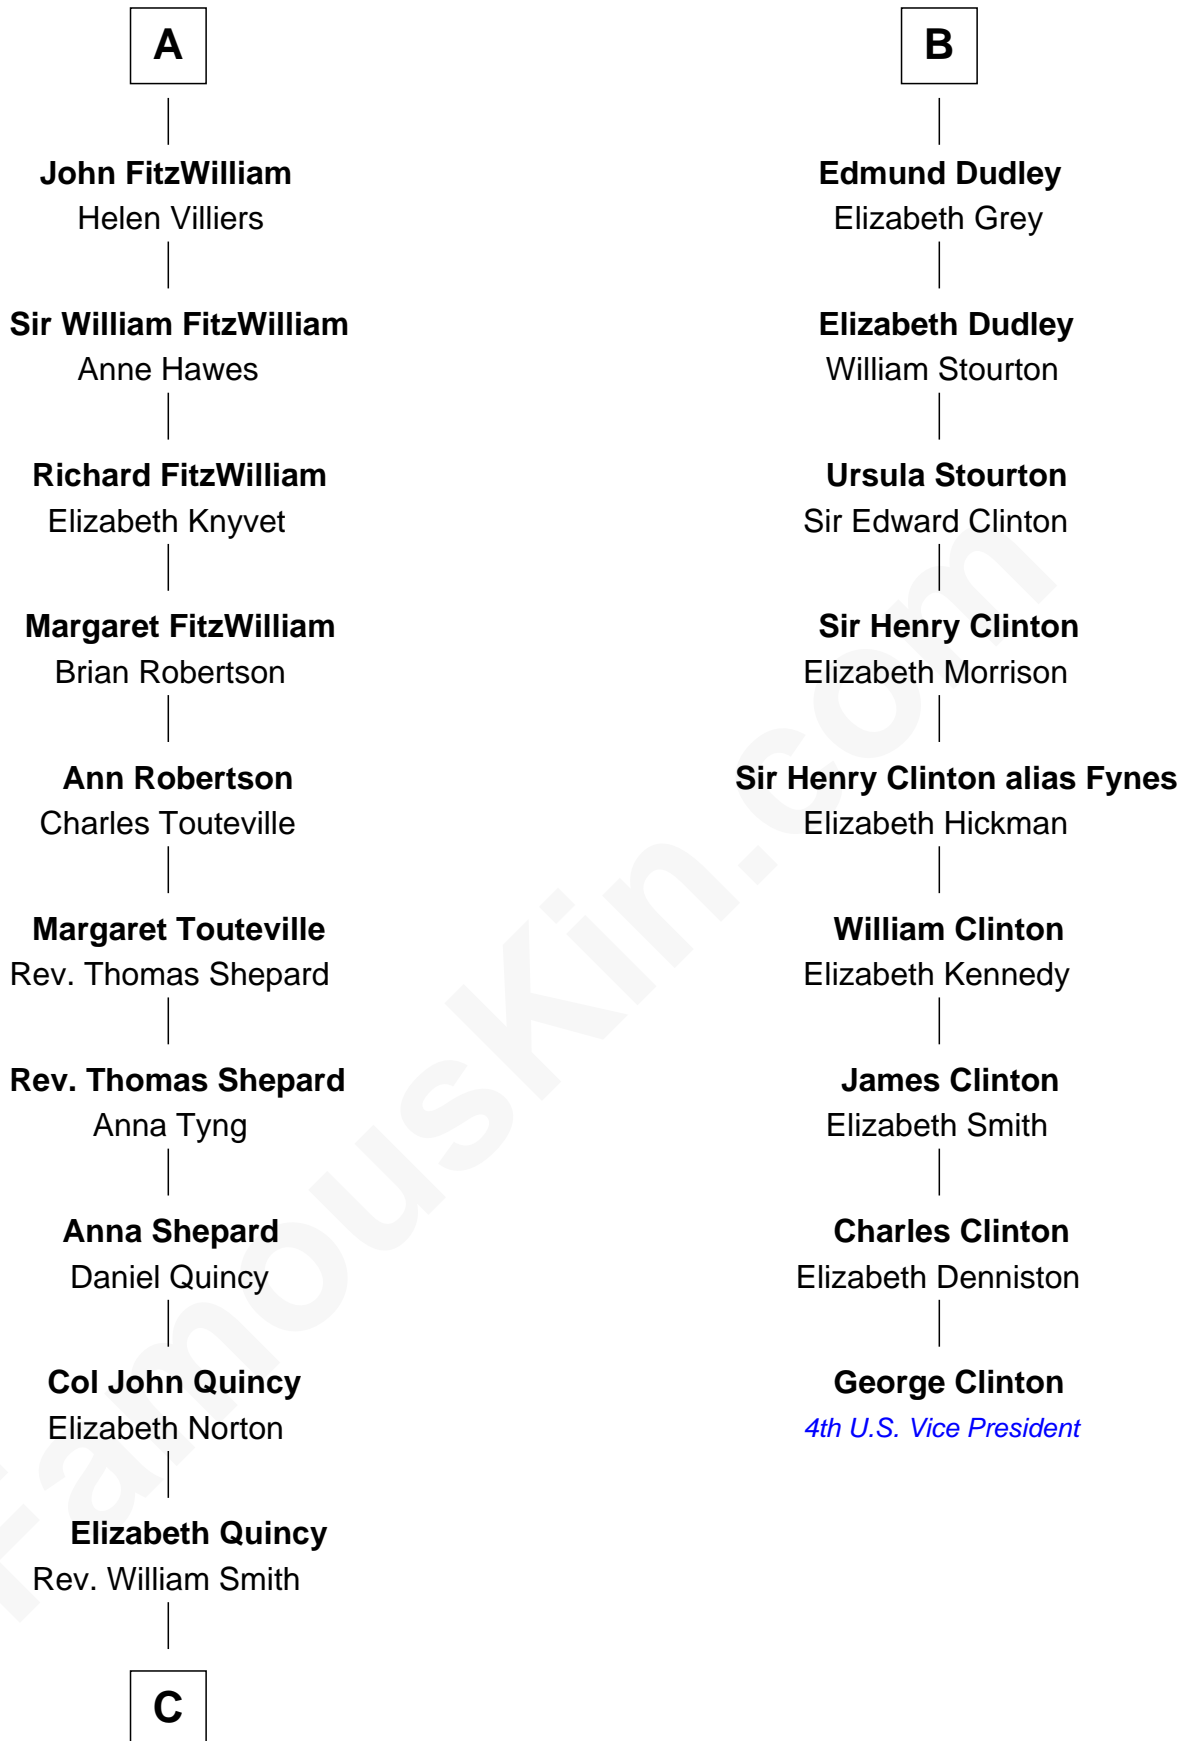 A
John FitzWilliam
Helen Villiers
Sir William FitzWilliam
Anne Hawes
Richard FitzWilliam
Elizabeth Knyvet
Margaret FitzWilliam
Brian Robertson
Ann Robertson
Charles Touteville
Margaret Touteville
Rev. Thomas Shepard
Rev. Thomas Shepard
Anna Tyng
Anna Shepard
Daniel Quincy
Col John Quincy
Elizabeth Norton
Elizabeth Quincy
Rev. William Smith
C
B
Edmund Dudley
Elizabeth Grey
Elizabeth Dudley
William Stourton
Ursula Stourton
Sir Edward Clinton
Sir Henry Clinton
Elizabeth Morrison
Sir Henry Clinton alias Fynes
Elizabeth Hickman
William Clinton
Elizabeth Kennedy
James Clinton
Elizabeth Smith
Charles Clinton
Elizabeth Denniston
George Clinton
4th U.S. Vice President
FamousKin.com